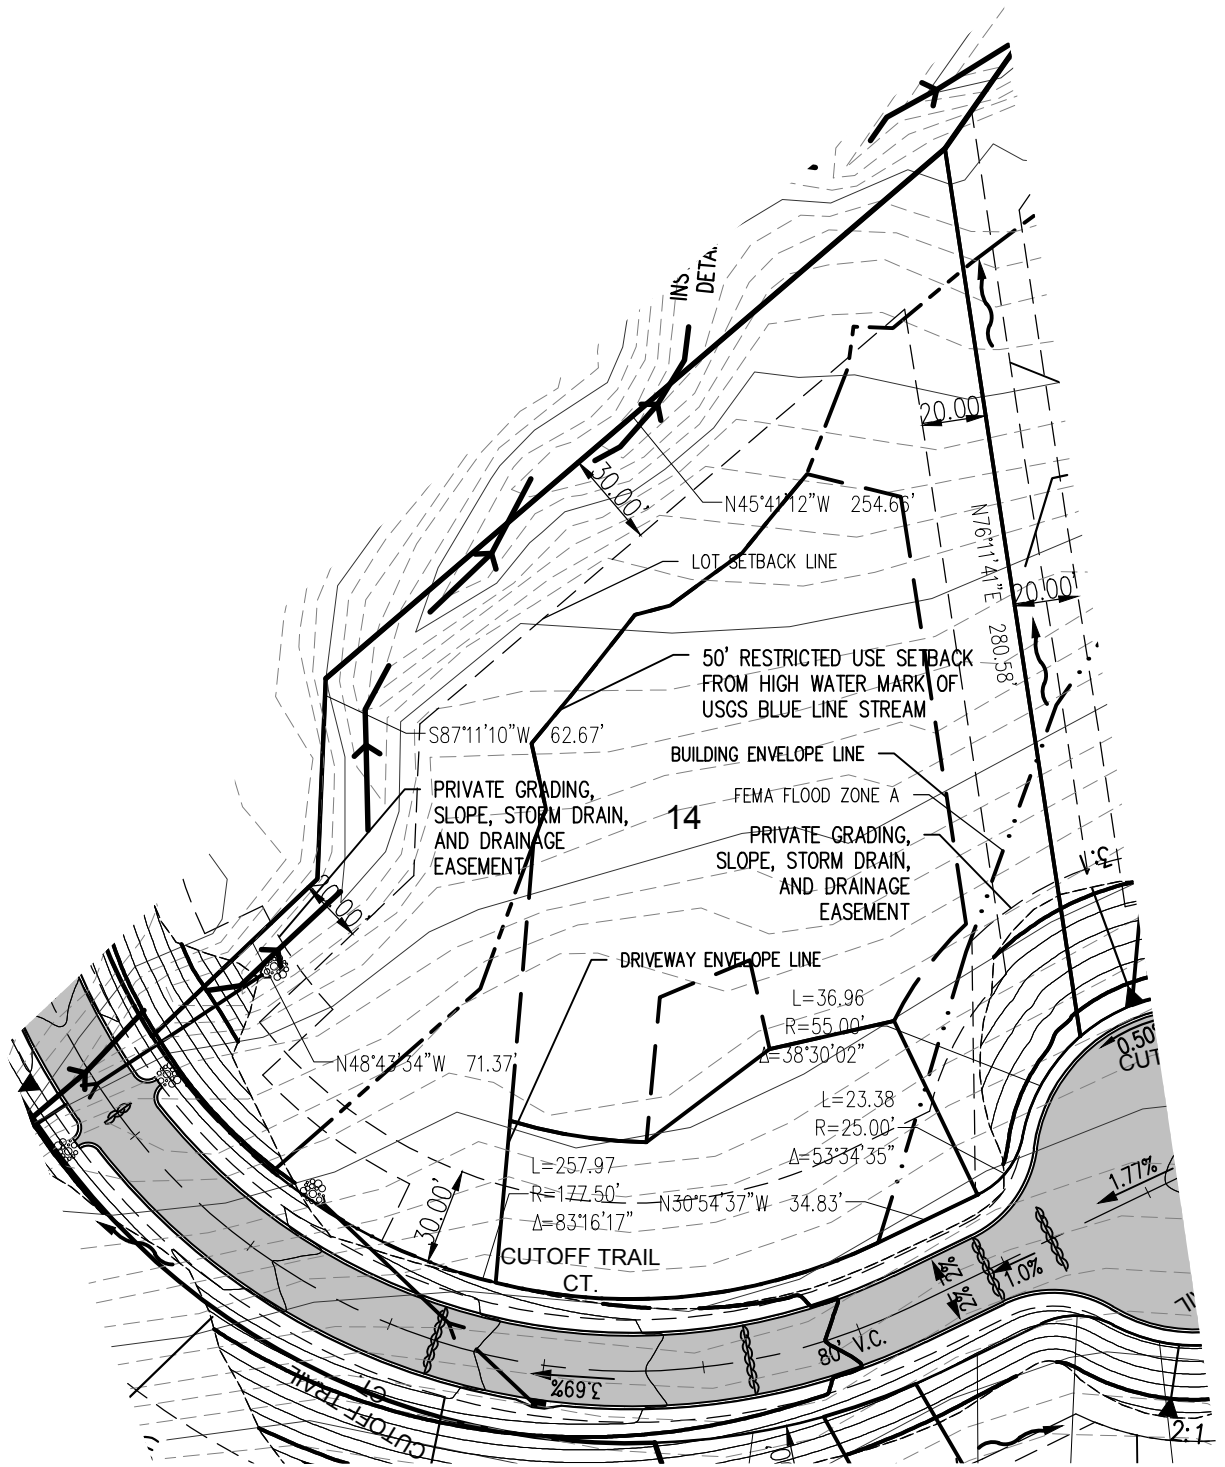 INS.
DETA.
20.00'
30.00'
N45°41'12"W 254.66'
LOT SETBACK LINE
N76°11'41"E 280.58'
20.00'
50' RESTRICTED USE SETBACK
FROM HIGH WATER MARK OF
USGS BLUE LINE STREAM
S87°11'10"W 62.67'
BUILDING ENVELOPE LINE
PRIVATE GRADING,
SLOPE, STORM DRAIN,
AND DRAINAGE
EASEMENT
FEMA FLOOD ZONE A
14
PRIVATE GRADING,
SLOPE, STORM DRAIN,
AND DRAINAGE
EASEMENT
3:1
20.00'
DRIVEWAY ENVELOPE LINE
L=36.96
R=55.00'
Δ=38°30'02"
N48°43'34"W 71.37'
0.50%
CUT
L=23.38
R=25.00'
Δ=53°34'35"
L=257.97
R=177.50'
Δ=83°16'17"
N30°54'37"W 34.83'
30.00'
1.77%
CUTOFF TRAIL
CT.
2%
2%
1.0%
80' V.C.
3.69%
CUTOFF TRAIL
CT.
2:1